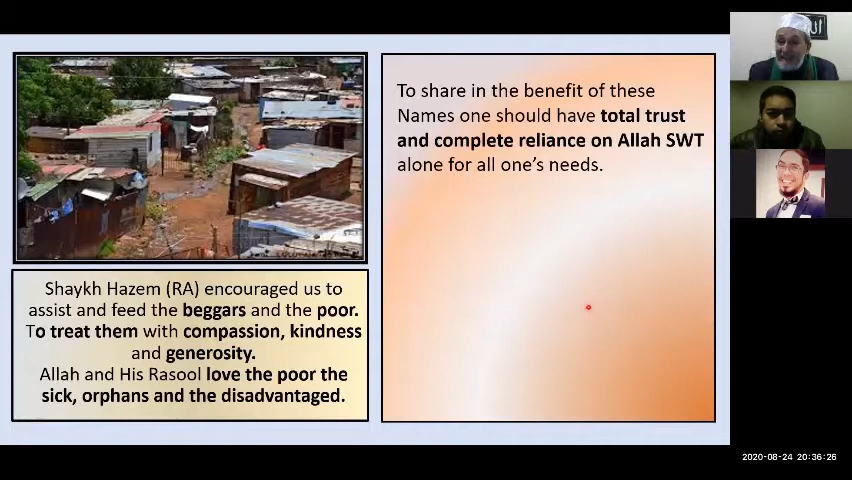 Shaykh Hazem (RA) encouraged us to
assist and feed the beggars and the poor.
To treat them with compassion, kindness
and generosity.
Allah and His Rasool love the poor the
sick, orphans and the disadvantaged.
To share in the benefit of these
Names one should have total trust
and complete reliance on Allah SWT
alone for all one's needs.
2020-08-24 20:36:26